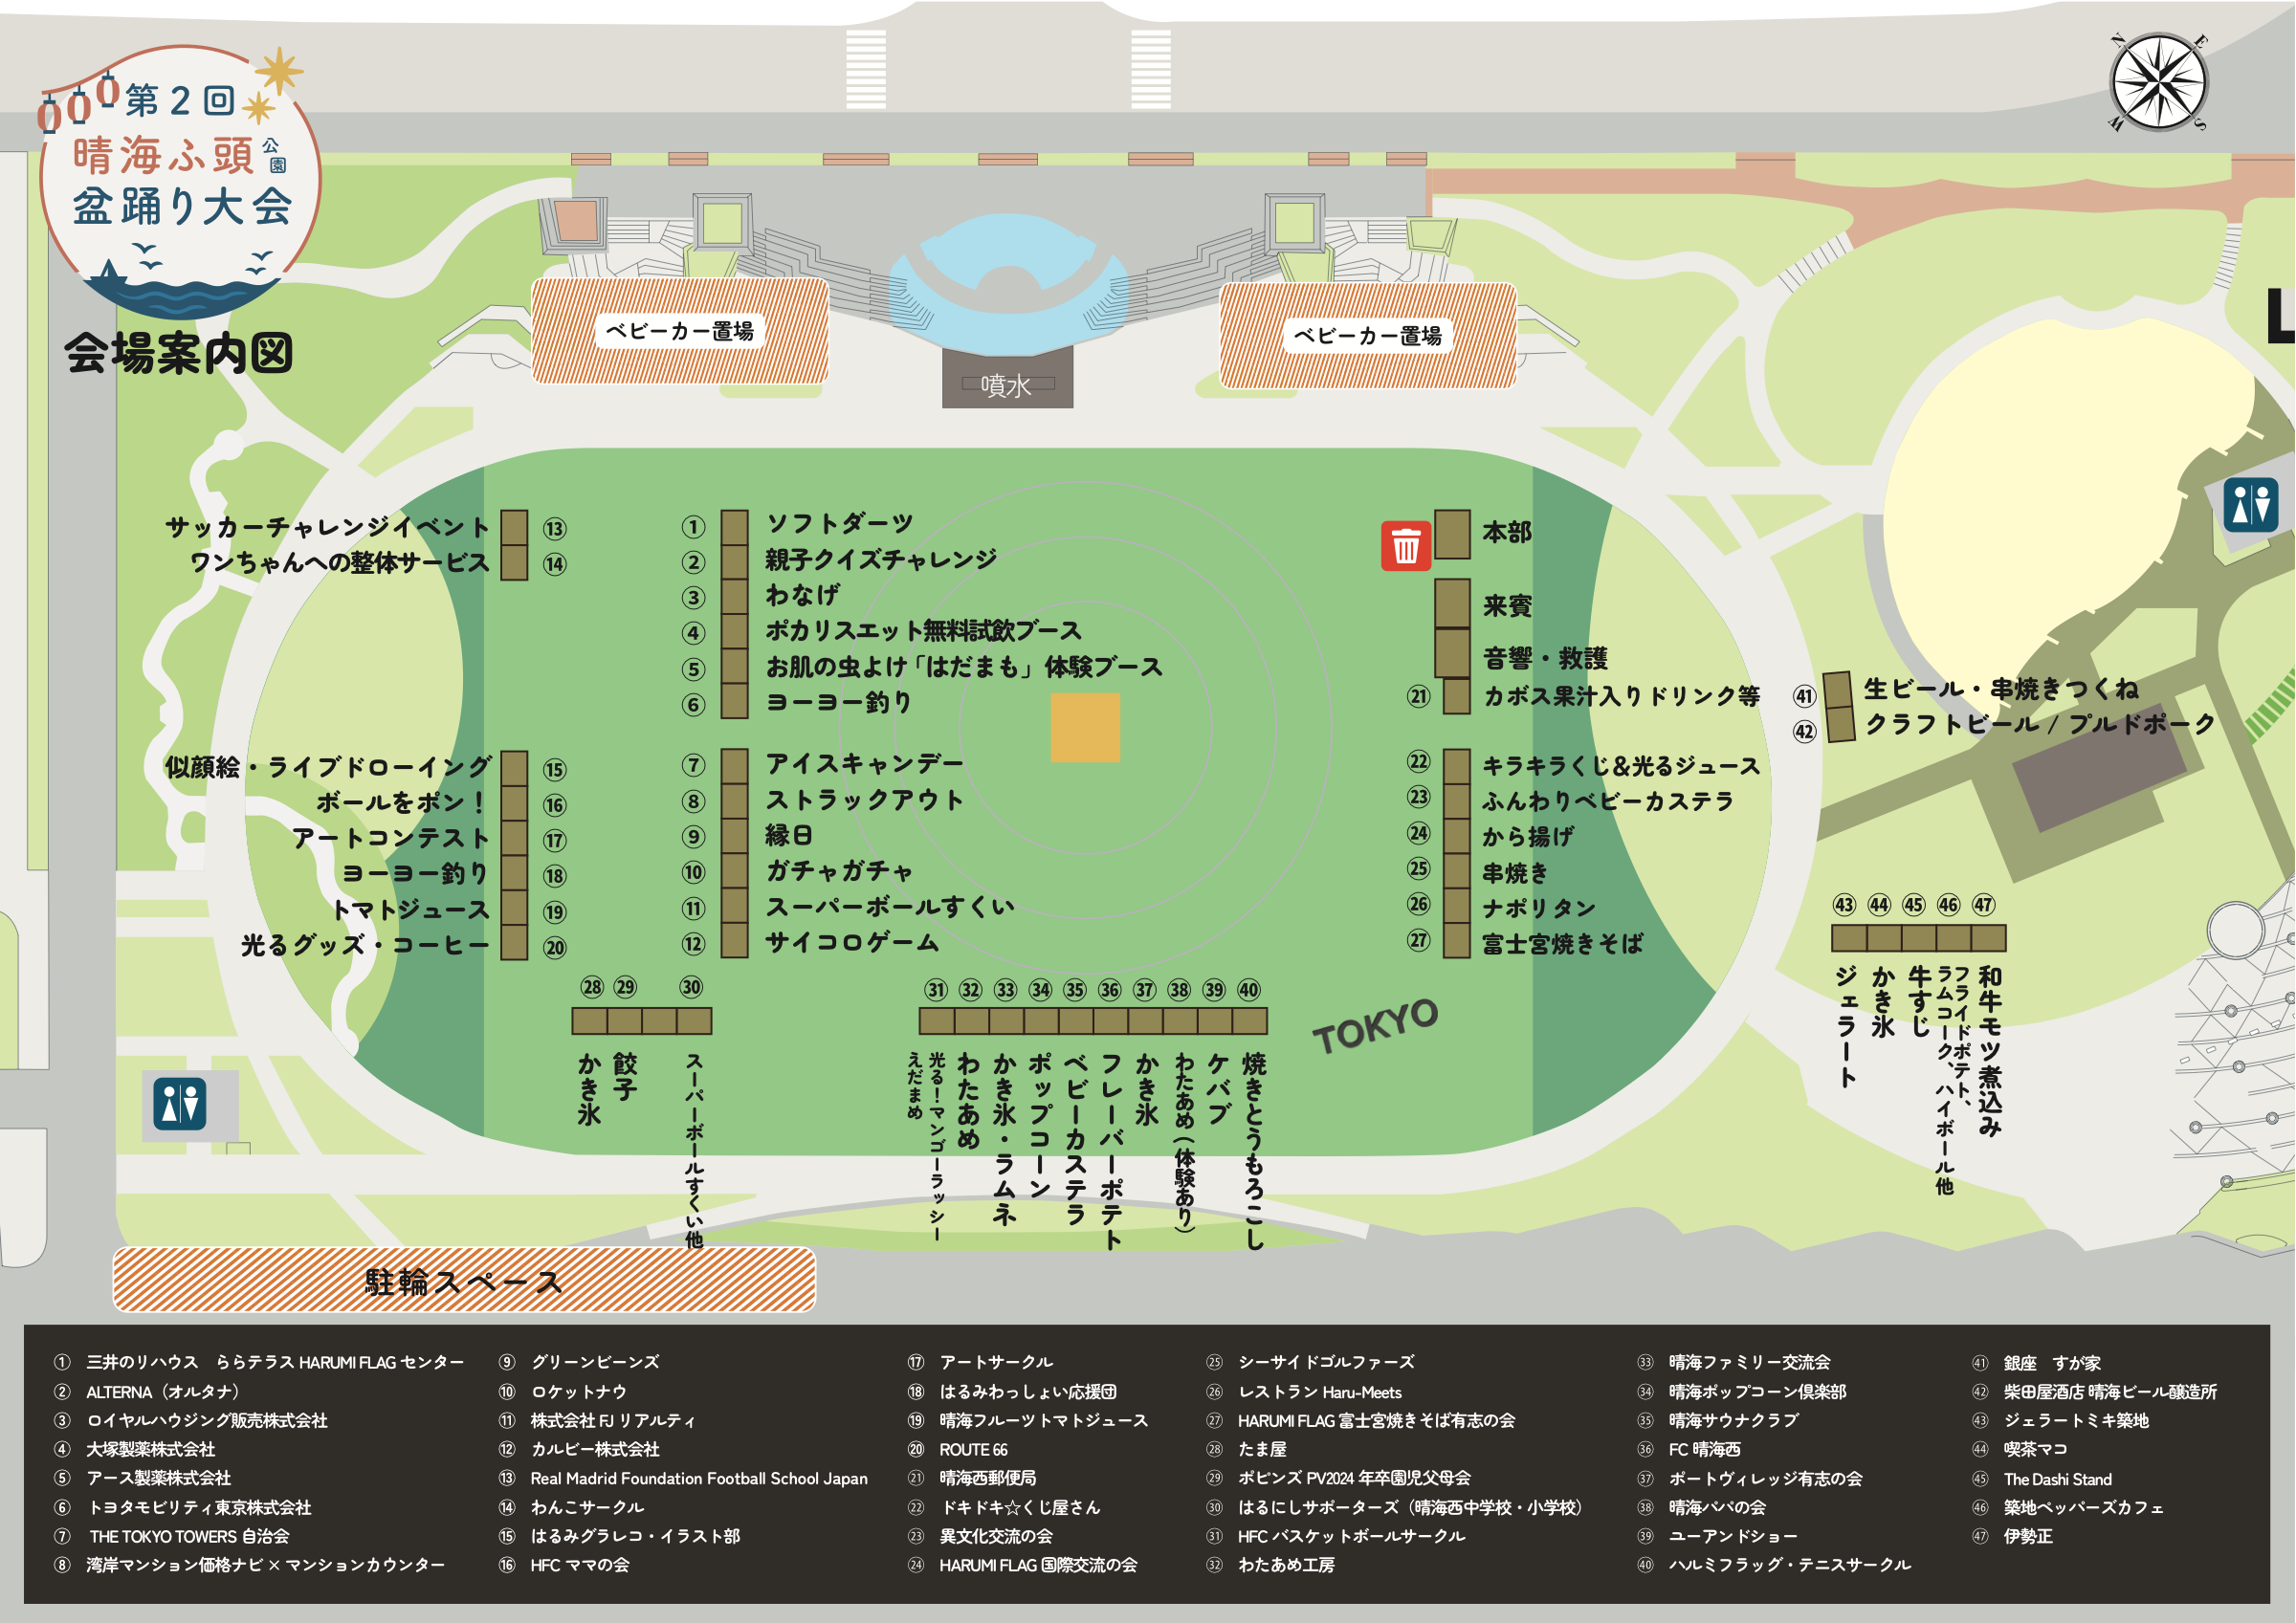 第2回
晴海ふ頭公園
盆踊り大会
会場案内図
N
E
W
S
ベビーカー置場
ベビーカー置場
噴水
L
サッカーチャレンジイベント ⑬
ワンちゃんへの整体サービス ⑭
① ソフトダーツ
② 親子クイズチャレンジ
③ わなげ
④ ポカリスエット無料試飲ブース
⑤ お肌の虫よけ「はだまも」体験ブース
⑥ ヨーヨー釣り
似顔絵・ライブドローイング ⑮
ボールをポン！ ⑯
アートコンテスト ⑰
ヨーヨー釣り ⑱
トマトジュース ⑲
光るグッズ・コーヒー ⑳
⑦ アイスキャンデー
⑧ ストラックアウト
⑨ 縁日
⑩ ガチャガチャ
⑪ スーパーボールすくい
⑫ サイコロゲーム
本部
来賓
音響・救護
㉑ カボス果汁入りドリンク等
㉒ キラキラくじ＆光るジュース
㉓ ふんわりベビーカステラ
㉔ から揚げ
㉕ 串焼き
㉖ ナポリタン
㉗ 富士宮焼きそば
㊶ 生ビール・串焼きつくね
㊷ クラフトビール / プルドポーク
㉘ かき氷
㉙ 餃子
㉚ スーパーボールすくい他
㉛ 光る！マンゴーラッシー
えだまめ
㉜ わたあめ
㉝ かき氷・ラムネ
㉞ ポップコーン
㉟ ベビーカステラ
㊱ フレーバーポテト
㊲ かき氷
㊳ わたあめ（体験あり）
㊴ ケバブ
㊵ 焼きとうもろこし
TOKYO
㊸ ジェラート
㊹ かき氷
㊺ 牛すじ
㊻ フライドポテト、
ラムコーク、ハイボール他
㊼ 和牛モツ煮込み
駐輪スペース
① 三井のリハウス　ららテラス HARUMI FLAG センター
② ALTERNA（オルタナ）
③ ロイヤルハウジング販売株式会社
④ 大塚製薬株式会社
⑤ アース製薬株式会社
⑥ トヨタモビリティ東京株式会社
⑦ THE TOKYO TOWERS 自治会
⑧ 湾岸マンション価格ナビ × マンションカウンター
⑨ グリーンビーンズ
⑩ ロケットナウ
⑪ 株式会社 FJ リアルティ
⑫ カルビー株式会社
⑬ Real Madrid Foundation Football School Japan
⑭ わんこサークル
⑮ はるみグラレコ・イラスト部
⑯ HFC ママの会
⑰ アートサークル
⑱ はるみわっしょい応援団
⑲ 晴海フルーツトマトジュース
⑳ ROUTE 66
㉑ 晴海西郵便局
㉒ ドキドキ☆くじ屋さん
㉓ 異文化交流の会
㉔ HARUMI FLAG 国際交流の会
㉕ シーサイドゴルファーズ
㉖ レストラン Haru-Meets
㉗ HARUMI FLAG 富士宮焼きそば有志の会
㉘ たま屋
㉙ ポピンズ PV2024 年卒園児父母会
㉚ はるにしサポーターズ（晴海西中学校・小学校）
㉛ HFC バスケットボールサークル
㉜ わたあめ工房
㉝ 晴海ファミリー交流会
㉞ 晴海ポップコーン倶楽部
㉟ 晴海サウナクラブ
㊱ FC 晴海西
㊲ ポートヴィレッジ有志の会
㊳ 晴海パパの会
㊴ ユーアンドショー
㊵ ハルミフラッグ・テニスサークル
㊶ 銀座　すが家
㊷ 柴田屋酒店 晴海ビール醸造所
㊸ ジェラートミキ築地
㊹ 喫茶マコ
㊺ The Dashi Stand
㊻ 築地ペッパーズカフェ
㊼ 伊勢正